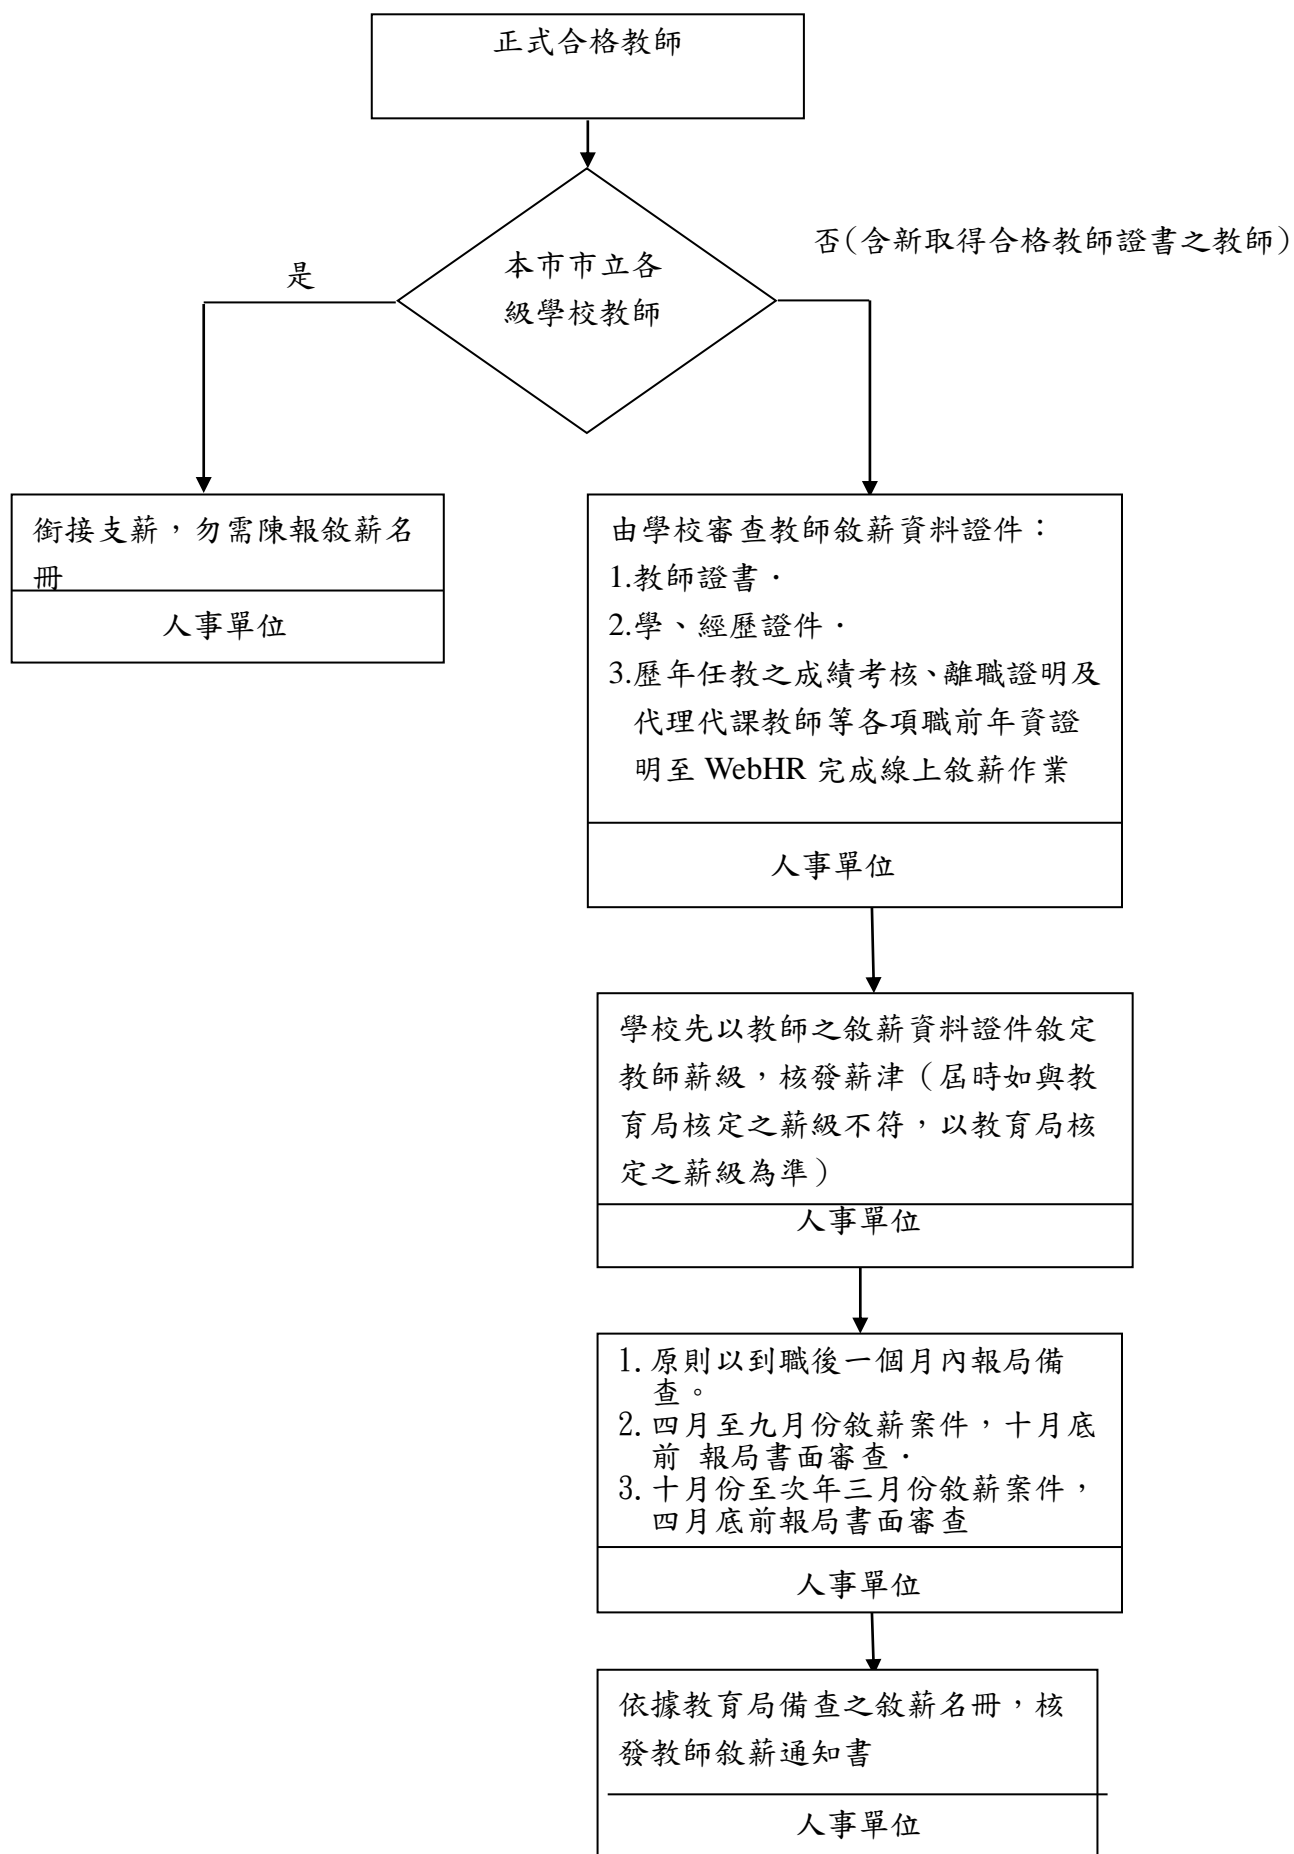 正式合格教師
否(含新取得合格教師證書之教師)
是
本市市立各
級學校教師
銜接支薪，勿需陳報敘薪名
冊
人事單位
由學校審查教師敘薪資料證件：
1.教師證書．
2.學、經歷證件．
3.歷年任教之成績考核、離職證明及
代理代課教師等各項職前年資證
明至 WebHR 完成線上敘薪作業
人事單位
學校先以教師之敘薪資料證件敘定
教師薪級，核發薪津（屆時如與教
育局核定之薪級不符，以教育局核
定之薪級為準）
人事單位
1. 原則以到職後一個月內報局備
查。
2. 四月至九月份敘薪案件，十月底
前 報局書面審查．
3. 十月份至次年三月份敘薪案件，
四月底前報局書面審查
人事單位
依據教育局備查之敘薪名冊，核
發教師敘薪通知書
人事單位